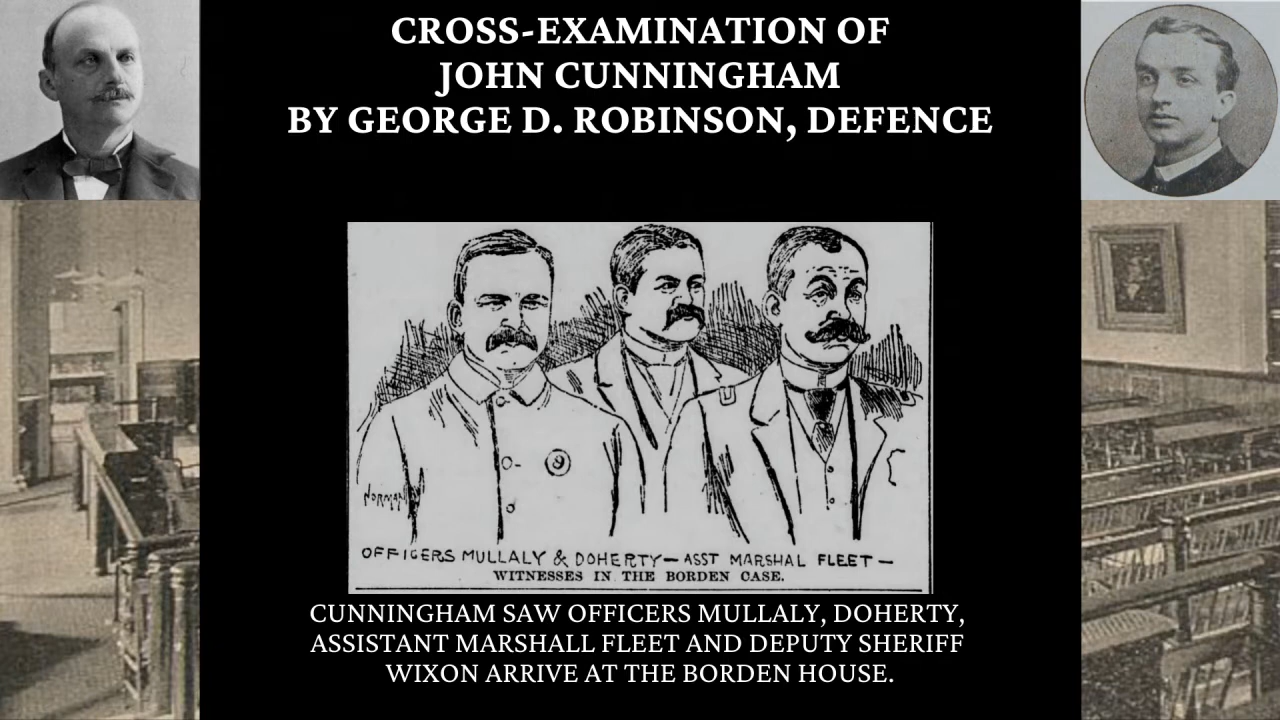 CROSS-EXAMINATION OF
JOHN CUNNINGHAM
BY GEORGE D. ROBINSON, DEFENCE
NORMAN
OFFICERS MULLALY & DOHERTY — ASST MARSHAL FLEET —
WITNESSES IN THE BORDEN CASE.
CUNNINGHAM SAW OFFICERS MULLALY, DOHERTY,
ASSISTANT MARSHALL FLEET AND DEPUTY SHERIFF
WIXON ARRIVE AT THE BORDEN HOUSE.